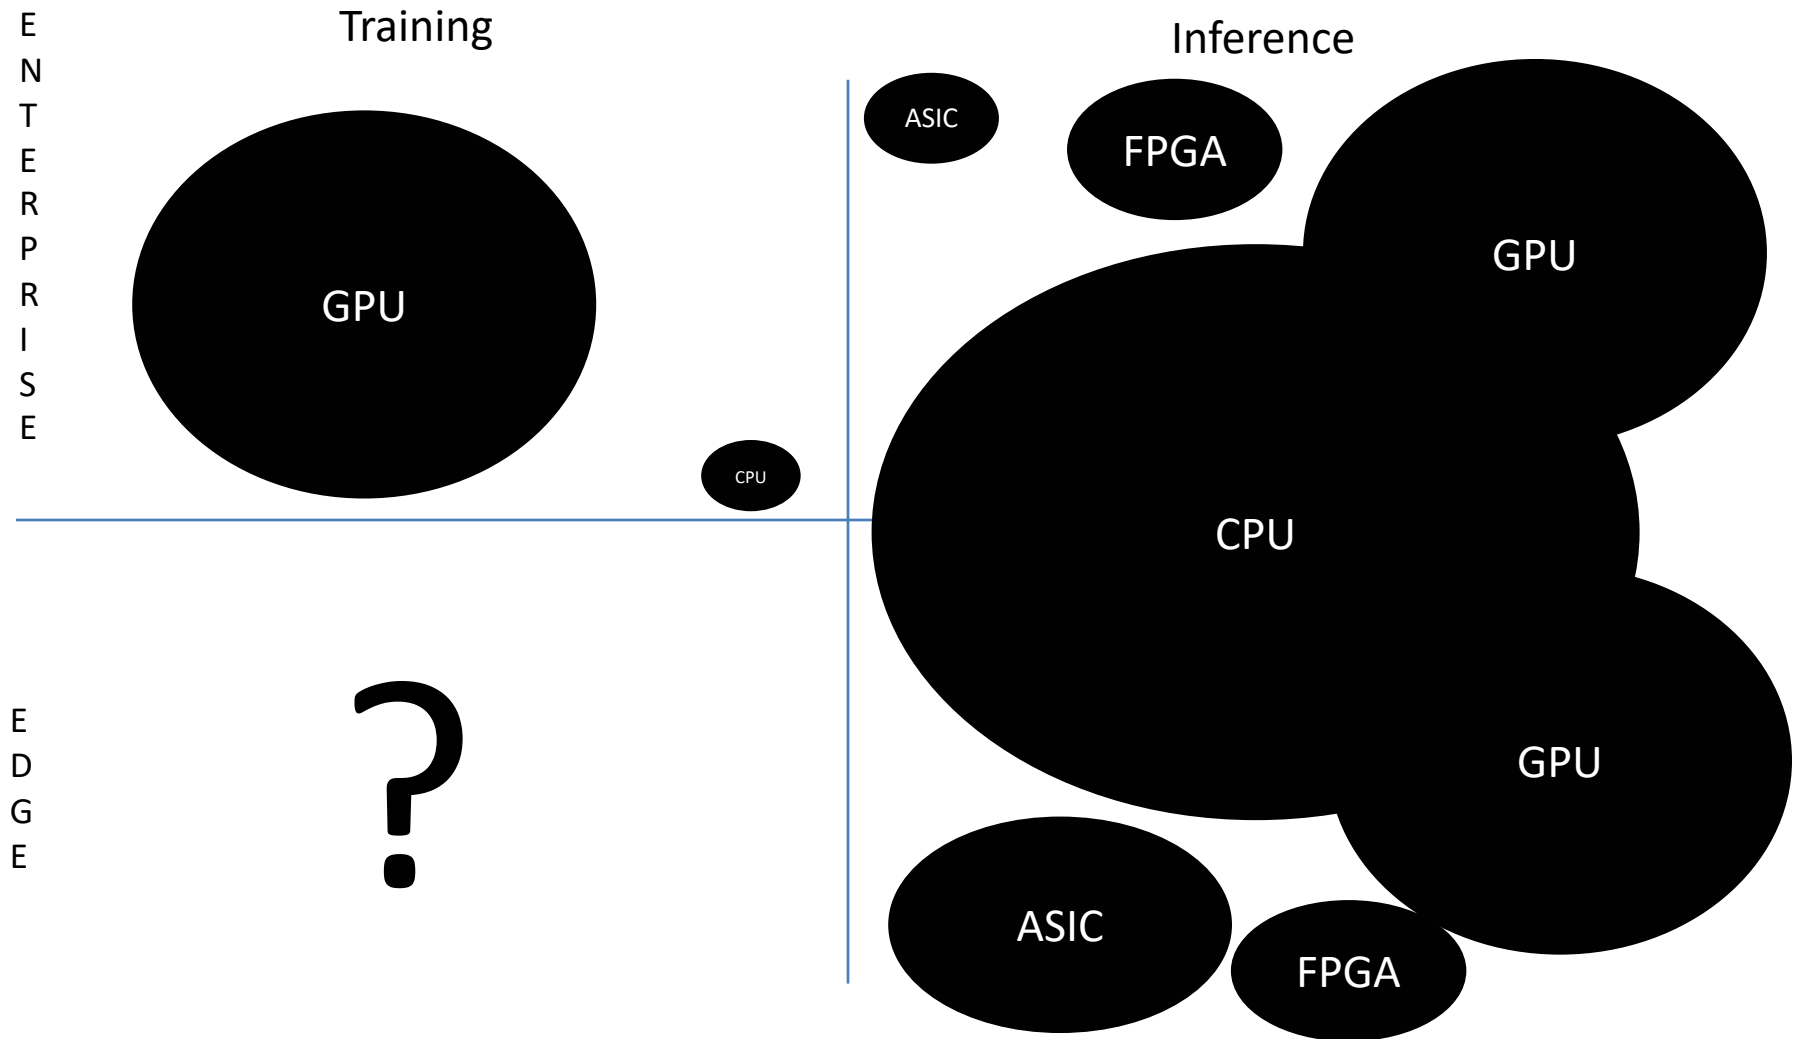 Training
Inference
E
N
T
E
R
P
R
I
S
E
GPU
CPU
ASIC
FPGA
GPU
CPU
E
D
G
E
?
GPU
ASIC
FPGA